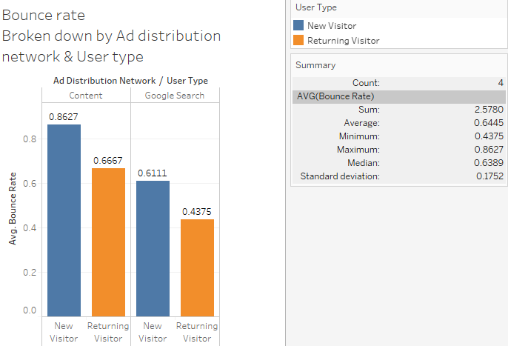 Bounce rate
Broken down by Ad distribution
network & User type
Ad Distribution Network / User Type
Content Google Search
Avg. Bounce Rate
0.8
0.6
0.4
0.2
0.0
0.8627
0.6667
0.6111
0.4375
New Visitor
Returning Visitor
New Visitor
Returning Visitor
User Type
New Visitor
Returning Visitor
Summary
Count: 4
AVG(Bounce Rate)
Sum: 2.5780
Average: 0.6445
Minimum: 0.4375
Maximum: 0.8627
Median: 0.6389
Standard deviation: 0.1752